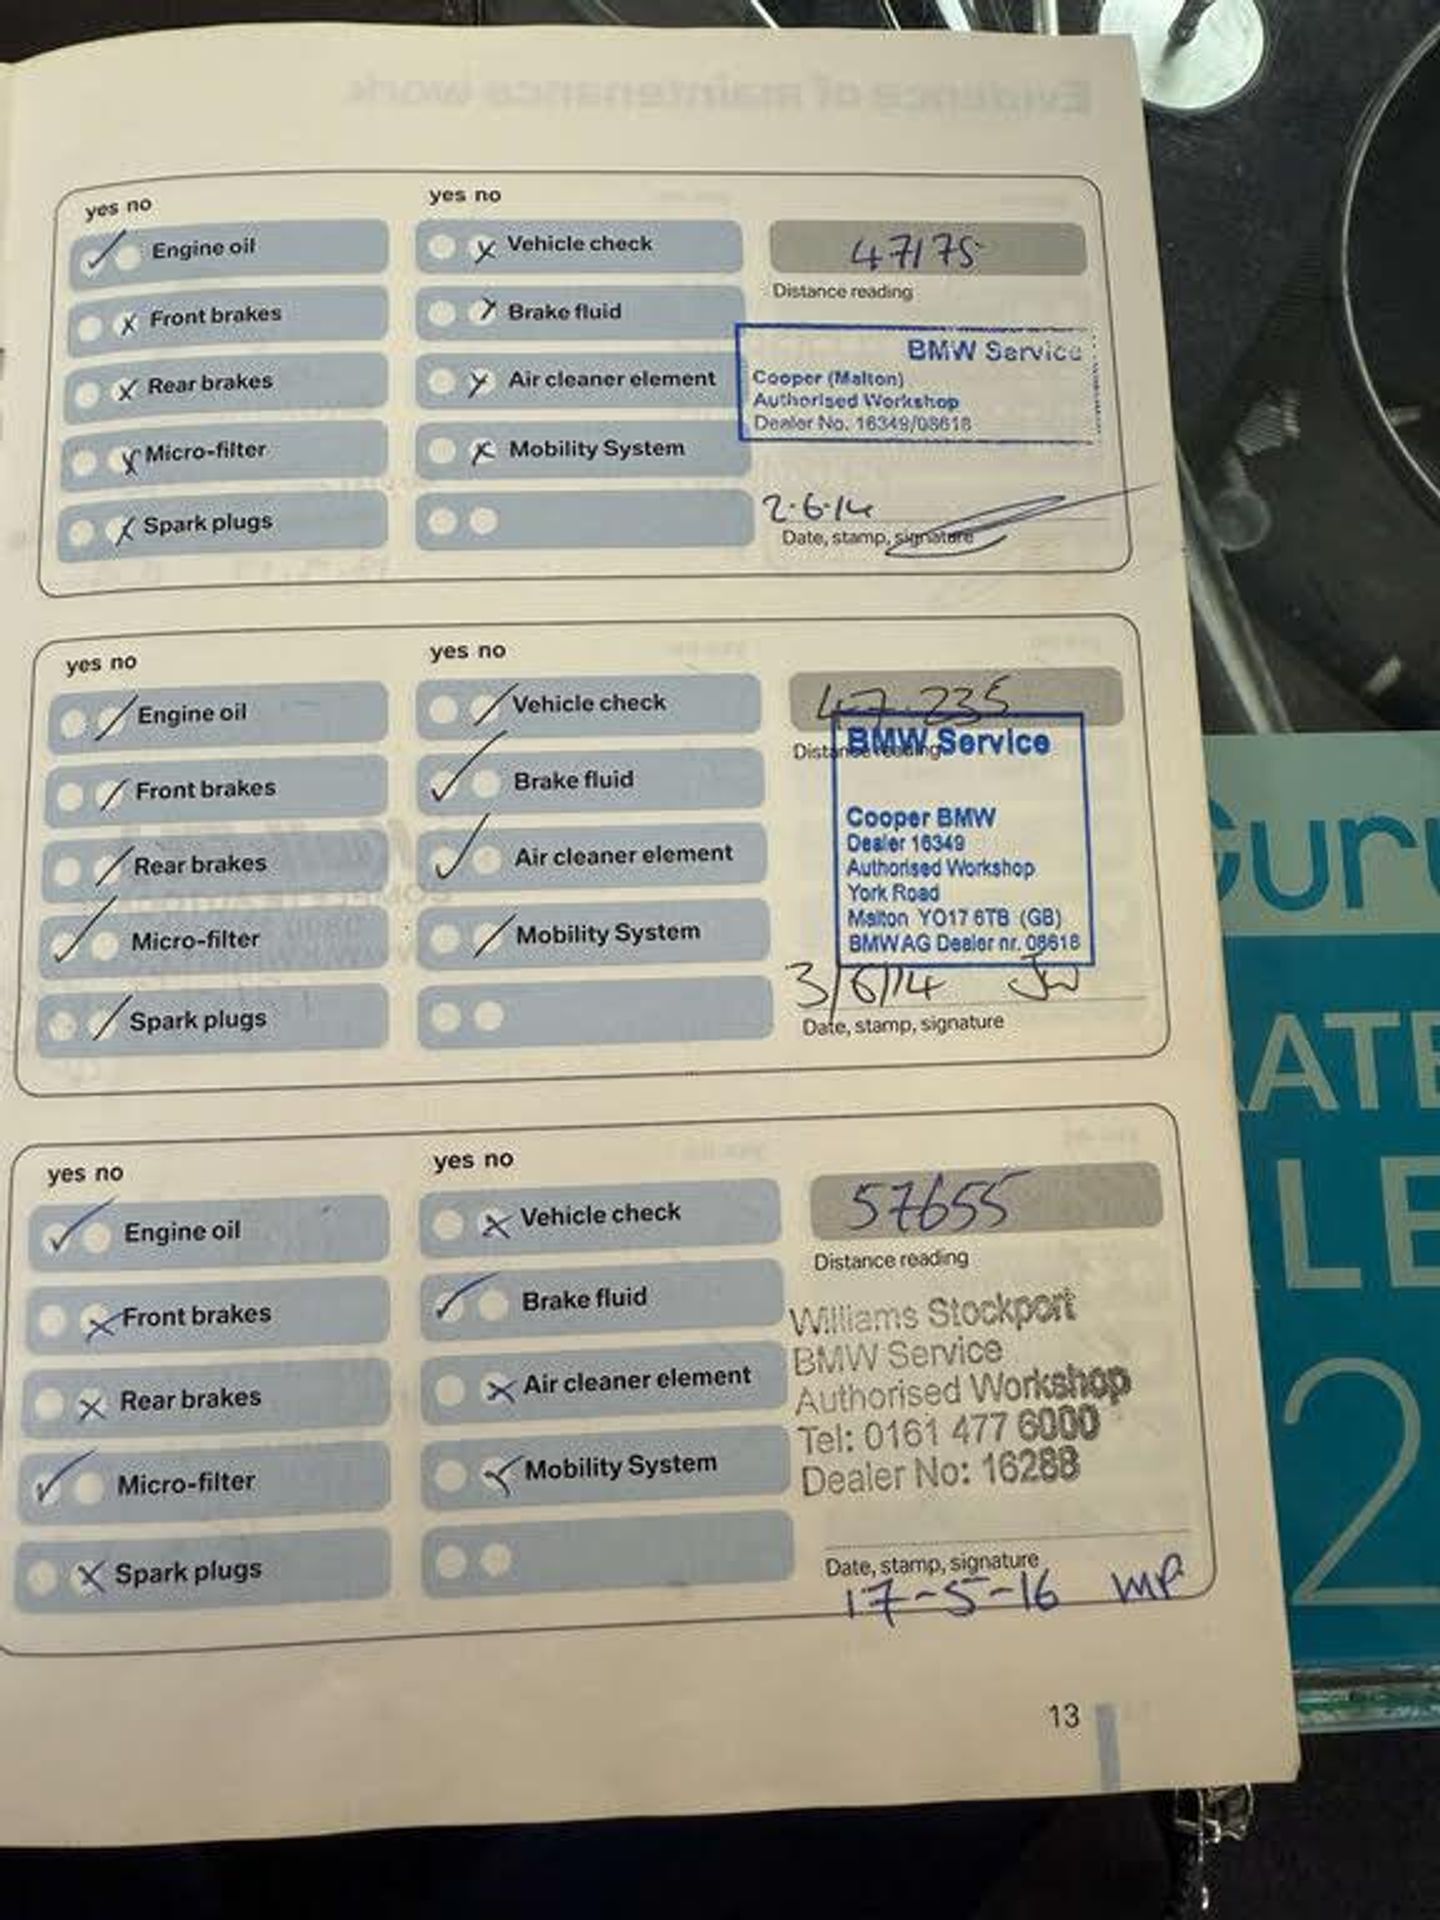 yes no
Engine oil
Front brakes
Rear brakes
Micro-filter
Spark plugs
yes no
Vehicle check
Brake fluid
Air cleaner element
Mobility System
47175
Distance reading
BMW Service
Cooper (Malton)
Authorised Workshop
Dealer No. 16349/08618
2·6·14
Date, stamp, signature
yes no
Engine oil
Front brakes
Rear brakes
Micro-filter
Spark plugs
yes no
Vehicle check
Brake fluid
Air cleaner element
Mobility System
47.235
Distance reading
BMW Service
Cooper BMW
Dealer 16349
Authorised Workshop
York Road
Malton YO17 6TB (GB)
BMW AG Dealer nr. 08618
3/6/14 JW
Date, stamp, signature
yes no
Engine oil
Front brakes
Rear brakes
Micro-filter
Spark plugs
yes no
Vehicle check
Brake fluid
Air cleaner element
Mobility System
57655
Distance reading
Williams Stockport
BMW Service
Authorised Workshop
Tel: 0161 477 6000
Dealer No: 16288
Date, stamp, signature
17-5-16 MP
13
2